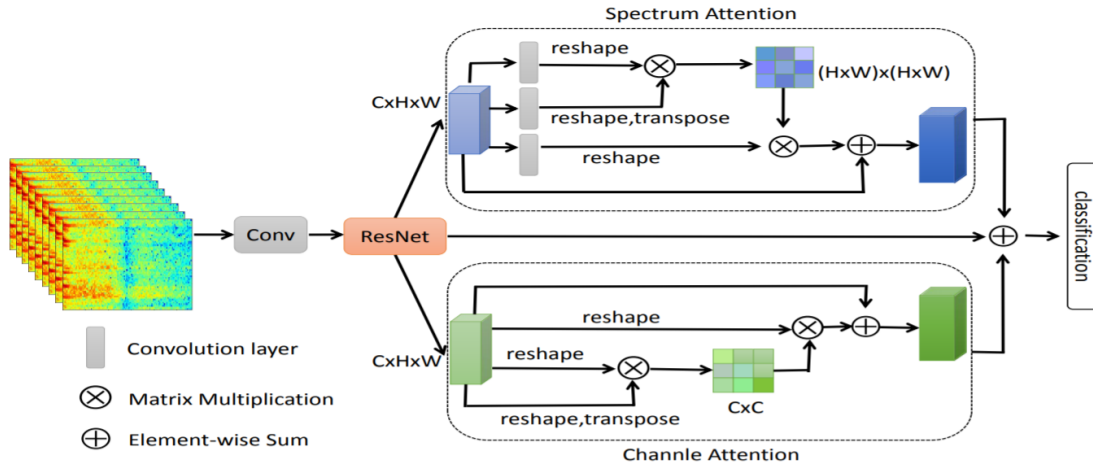 Spectrum Attention
reshape
(HxW)x(HxW)
CxHxW
reshape,transpose
reshape
Conv
ResNet
classification
Convolution layer
Matrix Multiplication
Element-wise Sum
CxHxW
reshape
reshape
reshape,transpose
CxC
Channle Attention